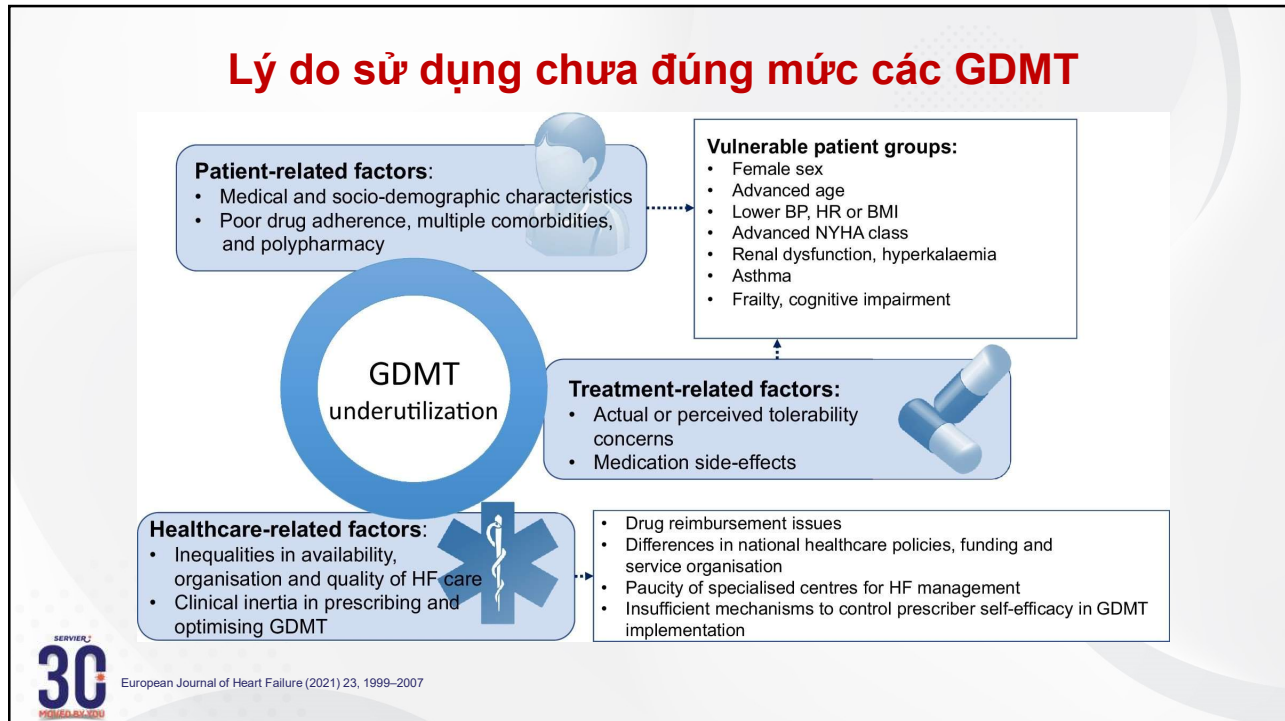 Lý do sử dụng chưa đúng mức các GDMT
Patient-related factors:
• Medical and socio-demographic characteristics
• Poor drug adherence, multiple comorbidities,
and polypharmacy
Vulnerable patient groups:
• Female sex
• Advanced age
• Lower BP, HR or BMI
• Advanced NYHA class
• Renal dysfunction, hyperkalaemia
• Asthma
• Frailty, cognitive impairment
GDMT
underutilization
Treatment-related factors:
• Actual or perceived tolerability
concerns
• Medication side-effects
Healthcare-related factors:
• Inequalities in availability,
organisation and quality of HF care
• Clinical inertia in prescribing and
optimising GDMT
• Drug reimbursement issues
• Differences in national healthcare policies, funding and
service organisation
• Paucity of specialised centres for HF management
• Insufficient mechanisms to control prescriber self-efficacy in GDMT
implementation
SERVIER
30
MOVED BY YOU
European Journal of Heart Failure (2021) 23, 1999–2007